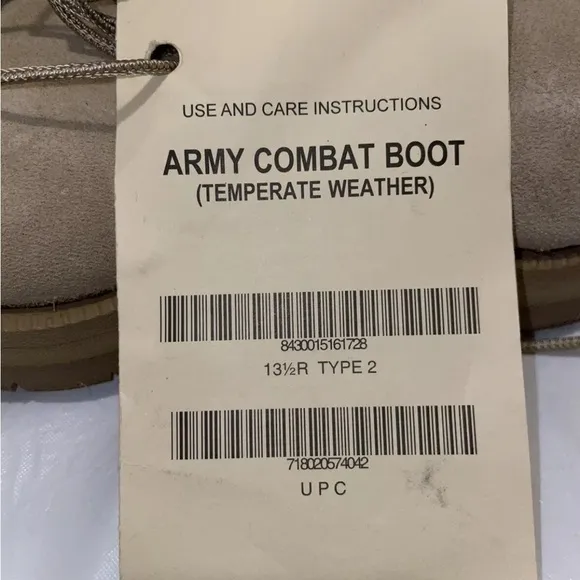 USE AND CARE INSTRUCTIONS
ARMY COMBAT BOOT
(TEMPERATE WEATHER)
8430015161728
13½R TYPE 2
718020574042
UPC